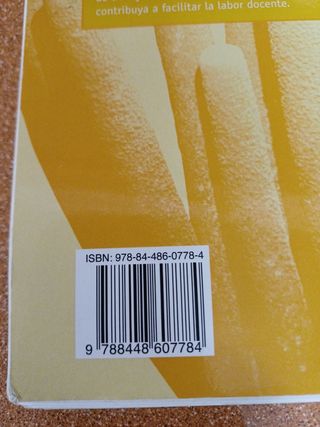 contribuya a facilitar la labor docente.
ISBN: 978-84-486-0778-4
9 788448 607784